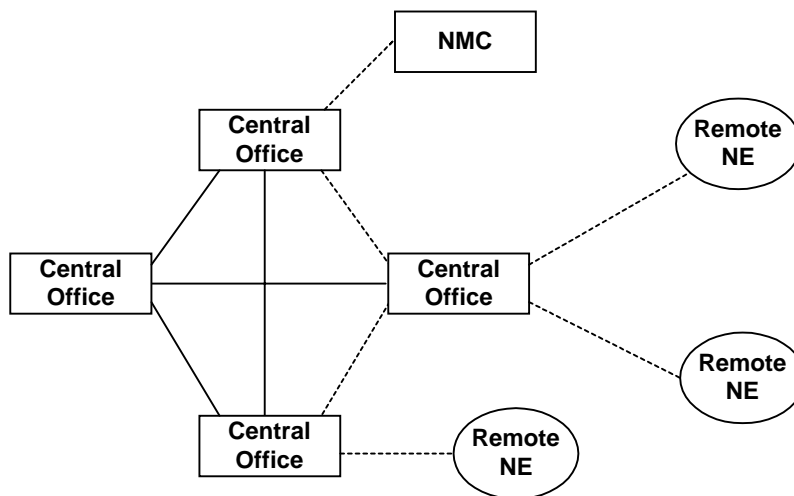 NMC
Central
Office
Remote
NE
Central
Office
Central
Office
Remote
NE
Central
Office
Remote
NE